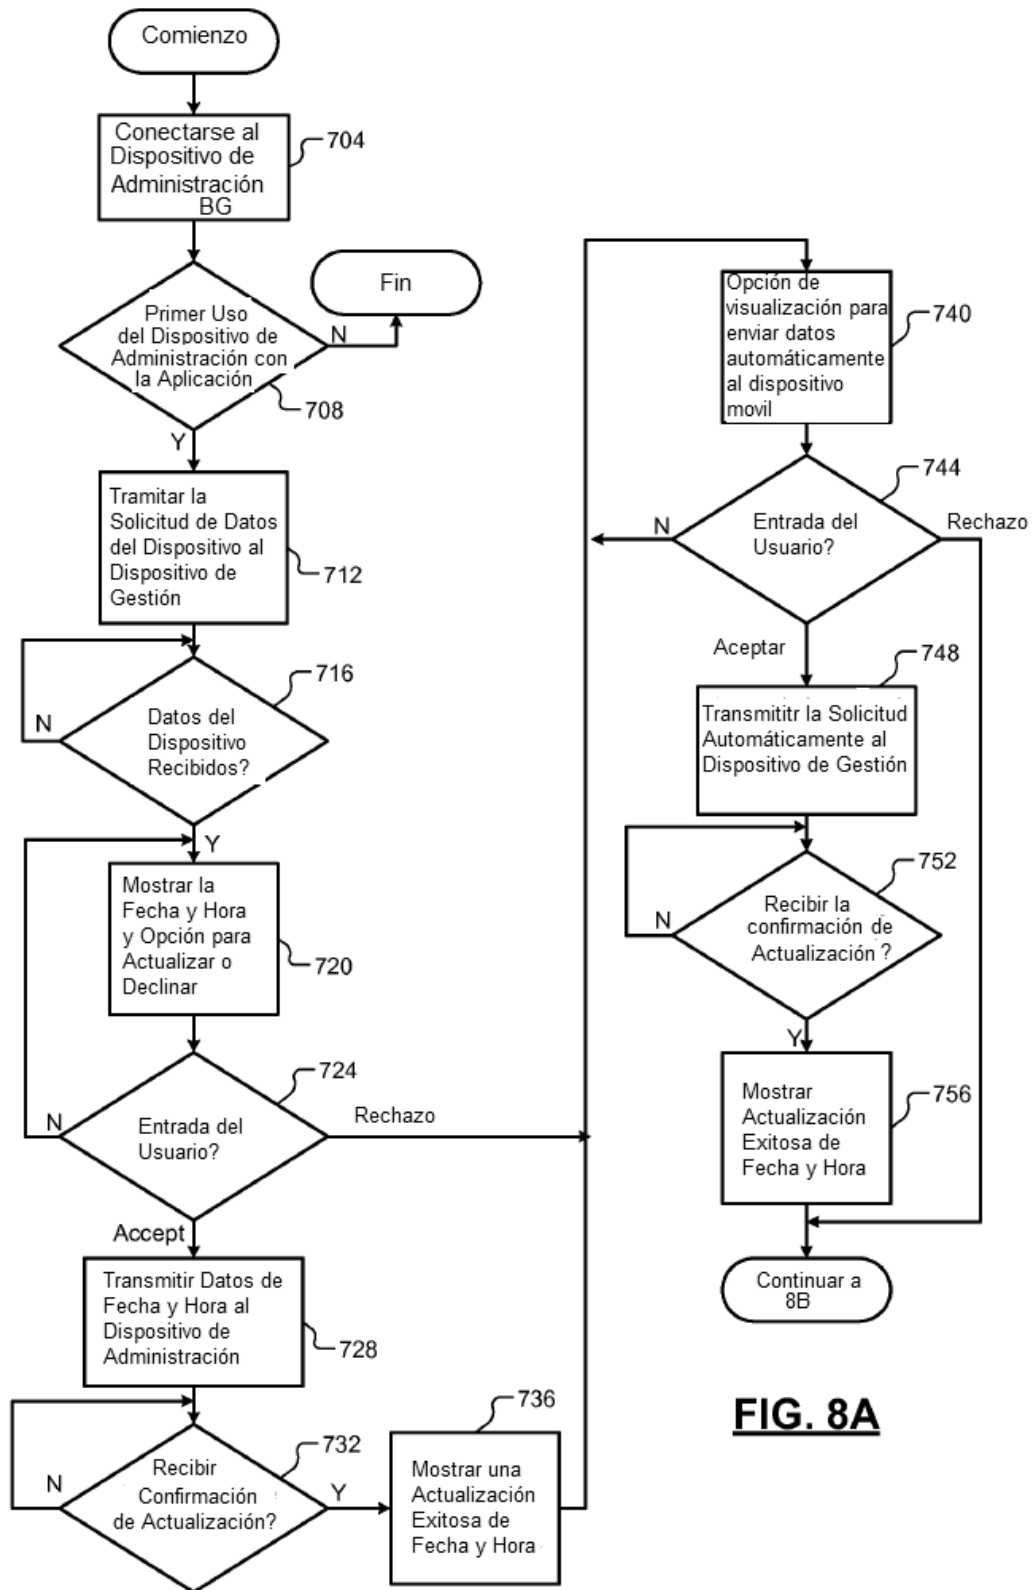 Comienzo
Conectarse al
Dispositivo de
Administración
BG
704
Primer Uso
del Dispositivo de
Administración con
la Aplicación
N
708
Y
Fin
Tramitar la
Solicitud de Datos
del Dispositivo al
Dispositivo de
Gestión
712
716
N
Datos del
Dispositivo
Recibidos?
Y
Mostrar la
Fecha y Hora
y Opción para
Actualizar o
Declinar
720
724
N
Entrada del
Usuario?
Rechazo
Accept
Transmitir Datos de
Fecha y Hora al
Dispositivo de
Administración
728
732
N
Recibir
Confirmación
de Actualización?
Y
736
Mostrar una
Actualización
Exitosa de
Fecha y Hora
Opción de
visualización para
enviar datos
automáticamente
al dispositivo
movil
740
744
N
Entrada del
Usuario?
Rechazo
Aceptar
748
Transmititr la Solicitud
Automáticamente al
Dispositivo de Gestión
752
N
Recibir la
confirmación de
Actualización?
Y
Mostrar
Actualización
Exitosa de
Fecha y Hora
756
Continuar a
8B
FIG. 8A